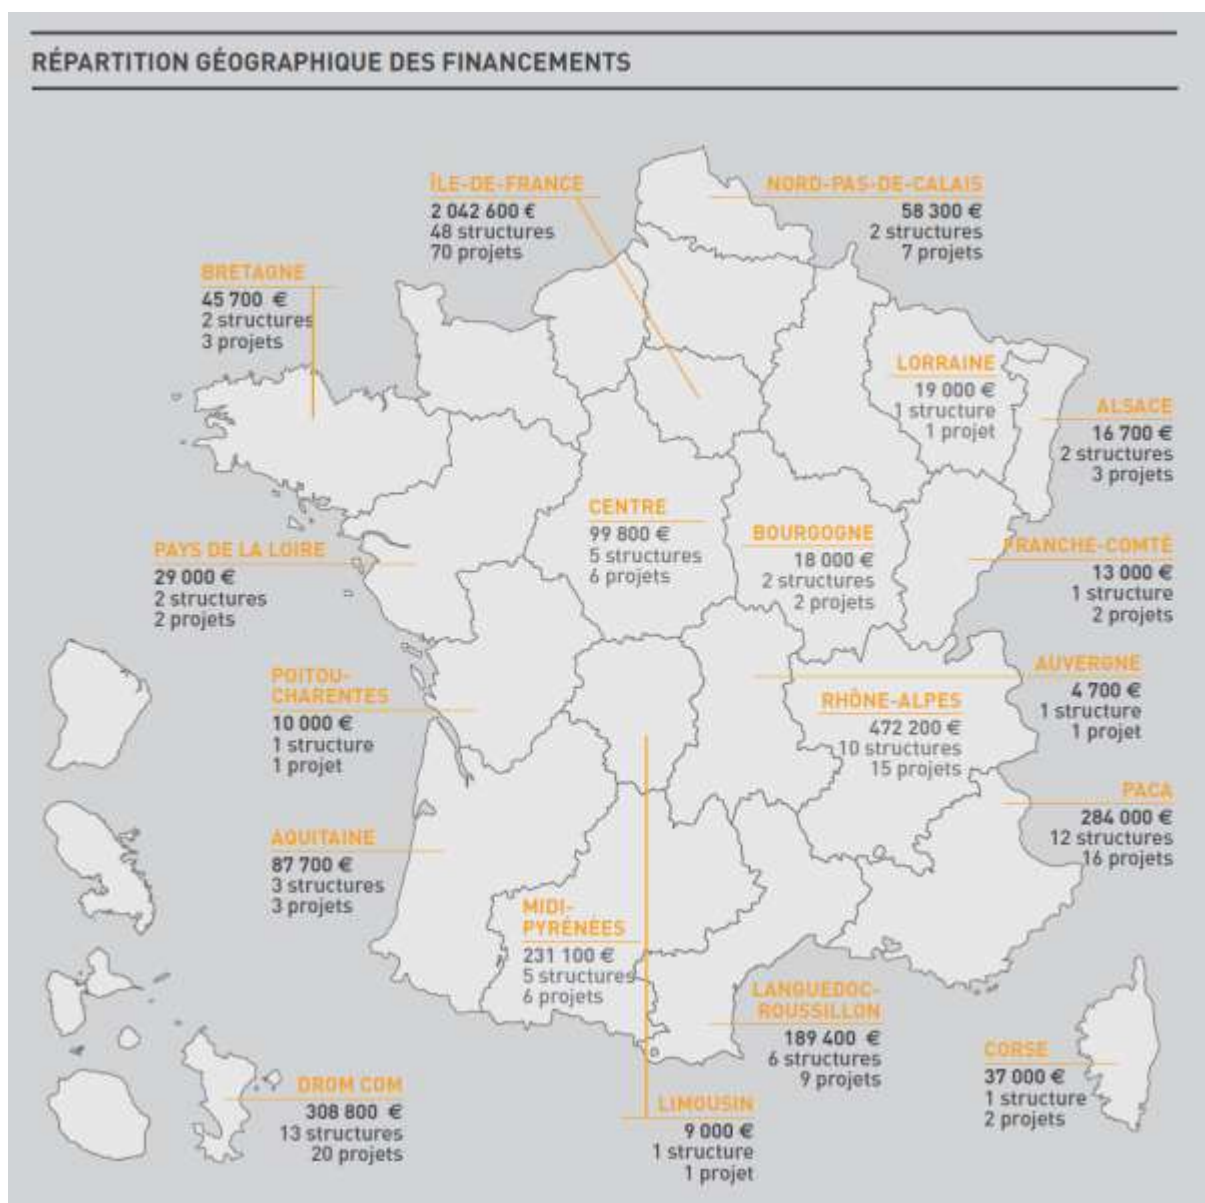 RÉPARTITION GÉOGRAPHIQUE DES FINANCEMENTS
ÎLE-DE-FRANCE
2 042 600 €
48 structures
70 projets
NORD-PAS-DE-CALAIS
58 300 €
2 structures
7 projets
BRETAGNE
45 700 €
2 structures
3 projets
LORRAINE
19 000 €
1 structure
1 projet
ALSACE
16 700 €
2 structures
3 projets
CENTRE
99 800 €
5 structures
6 projets
BOURGOGNE
18 000 €
2 structures
2 projets
FRANCHE-COMTÉ
13 000 €
1 structure
2 projets
PAYS DE LA LOIRE
29 000 €
2 structures
2 projets
POITOU-
CHARENTES
10 000 €
1 structure
1 projet
AUVERGNE
4 700 €
1 structure
1 projet
RHÔNE-ALPES
472 200 €
10 structures
15 projets
PACA
284 000 €
12 structures
16 projets
AQUITAINE
87 700 €
3 structures
3 projets
MIDI-
PYRÉNÉES
231 100 €
5 structures
6 projets
LANGUEDOC-
ROUSSILLON
189 400 €
6 structures
9 projets
CORSE
37 000 €
1 structure
2 projets
DROM COM
308 800 €
13 structures
20 projets
LIMOUSIN
9 000 €
1 structure
1 projet